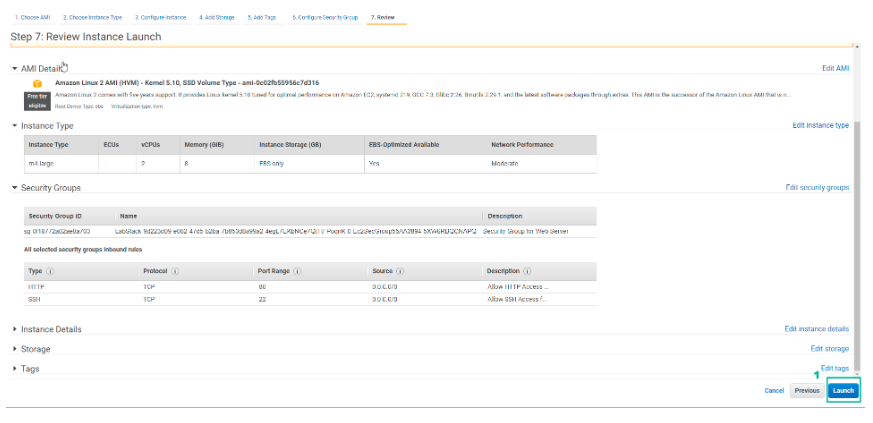 1. Choose AMI 2. Choose Instance Type 3. Configure Instance 4. Add Storage 5. Add Tags 6. Configure Security Group 7. Review
Step 7: Review Instance Launch
AMI Details
Edit AMI
Amazon Linux 2 AMI (HVM) - Kernel 5.10, SSD Volume Type - ami-0c02fb55956c7d316
Free tier eligible
Amazon Linux 2 comes with five years support. It provides Linux kernel 5.10 tuned for optimal performance on Amazon EC2, systemd 219, GCC 7.3, Glibc 2.26, Binutils 2.29.1, and the latest software packages through extras. This AMI is the successor of the Amazon Linux AMI that is n...
Root Device Type: ebs Virtualization type: hvm
Instance Type
Edit instance type
Instance Type ECUs vCPUs Memory (GiB) Instance Storage (GB) EBS-Optimized Available Network Performance
m4.large 2 8 EBS only Yes Moderate
Security Groups
Edit security groups
Security Group ID Name Description
Security Group for Web Server
All selected security groups inbound rules
Type Protocol Port Range Source Description
HTTP TCP 80 0.0.0.0/0 Allow HTTP Access ...
SSH TCP 22 0.0.0.0/0 Allow SSH Access f...
Instance Details
Edit instance details
Storage
Edit storage
Tags
Edit tags
1
Cancel Previous Launch